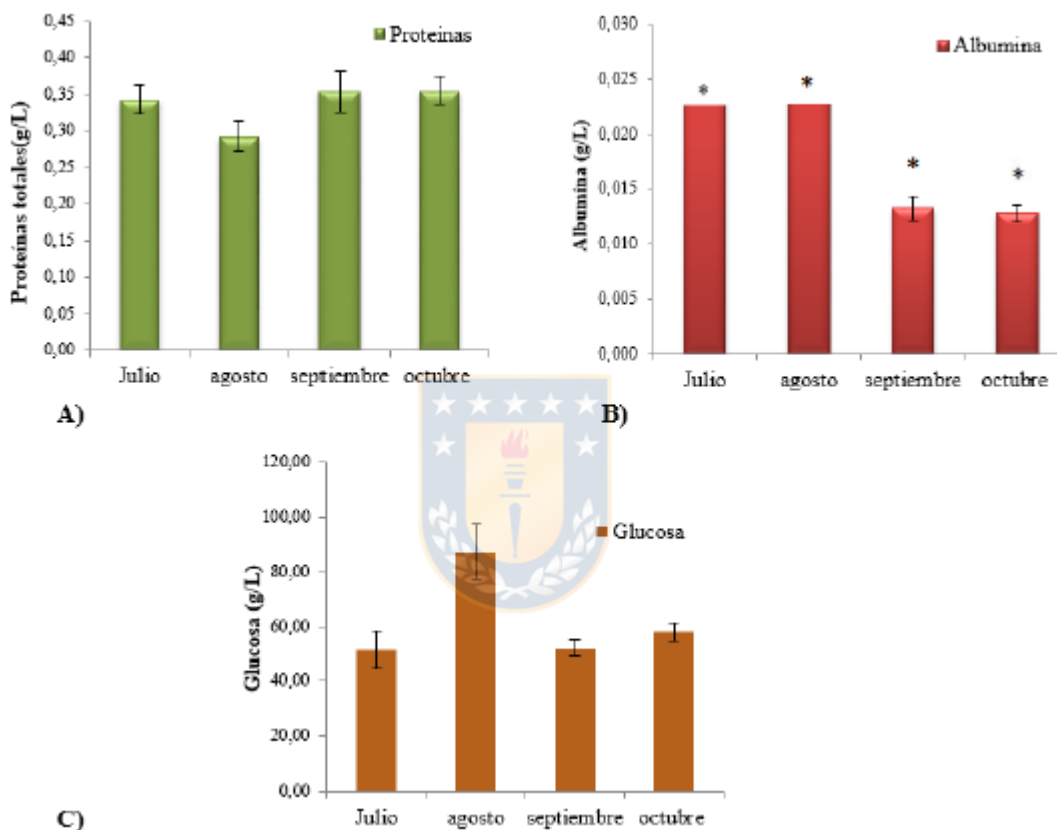 Proteinas
Proteínas totales(g/L)
0,45
0,40
0,35
0,30
0,25
0,20
0,15
0,10
0,05
0,00
Julio agosto septiembre octubre
A)
Albumina
Albumina (g/L)
0,030
0,025
0,020
0,015
0,010
0,005
0,000
* * * *
Julio agosto septiembre octubre
B)
Glucosa
Glucosa (g/L)
120,00
100,00
80,00
60,00
40,00
20,00
0,00
Julio agosto septiembre octubre
C)